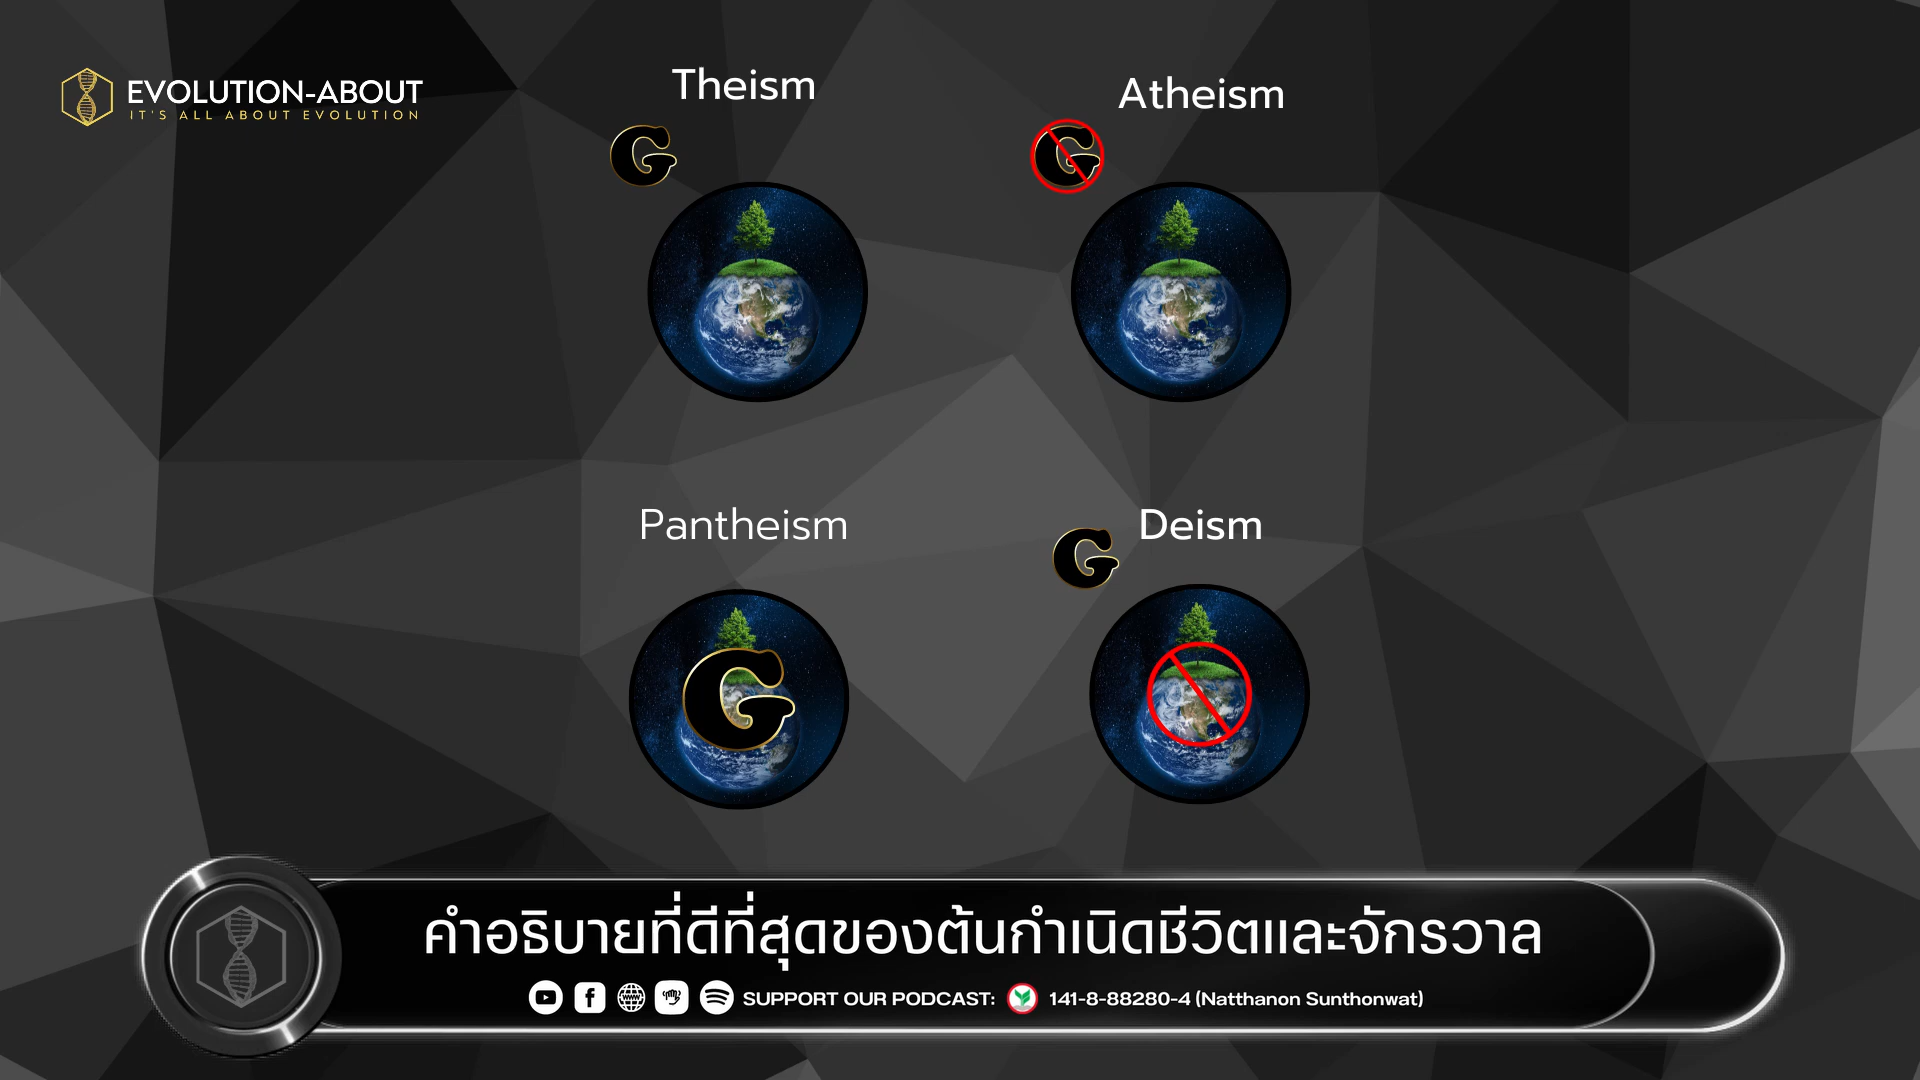 EVOLUTION-ABOUT
IT'S ALL ABOUT EVOLUTION
Theism
Atheism
G
G
Pantheism
Deism
G
G
คำอธิบายที่ดีที่สุดของต้นกำเนิดชีวิตและจักรวาล
SUPPORT OUR PODCAST: 141-8-88280-4 (Natthanon Sunthonwat)